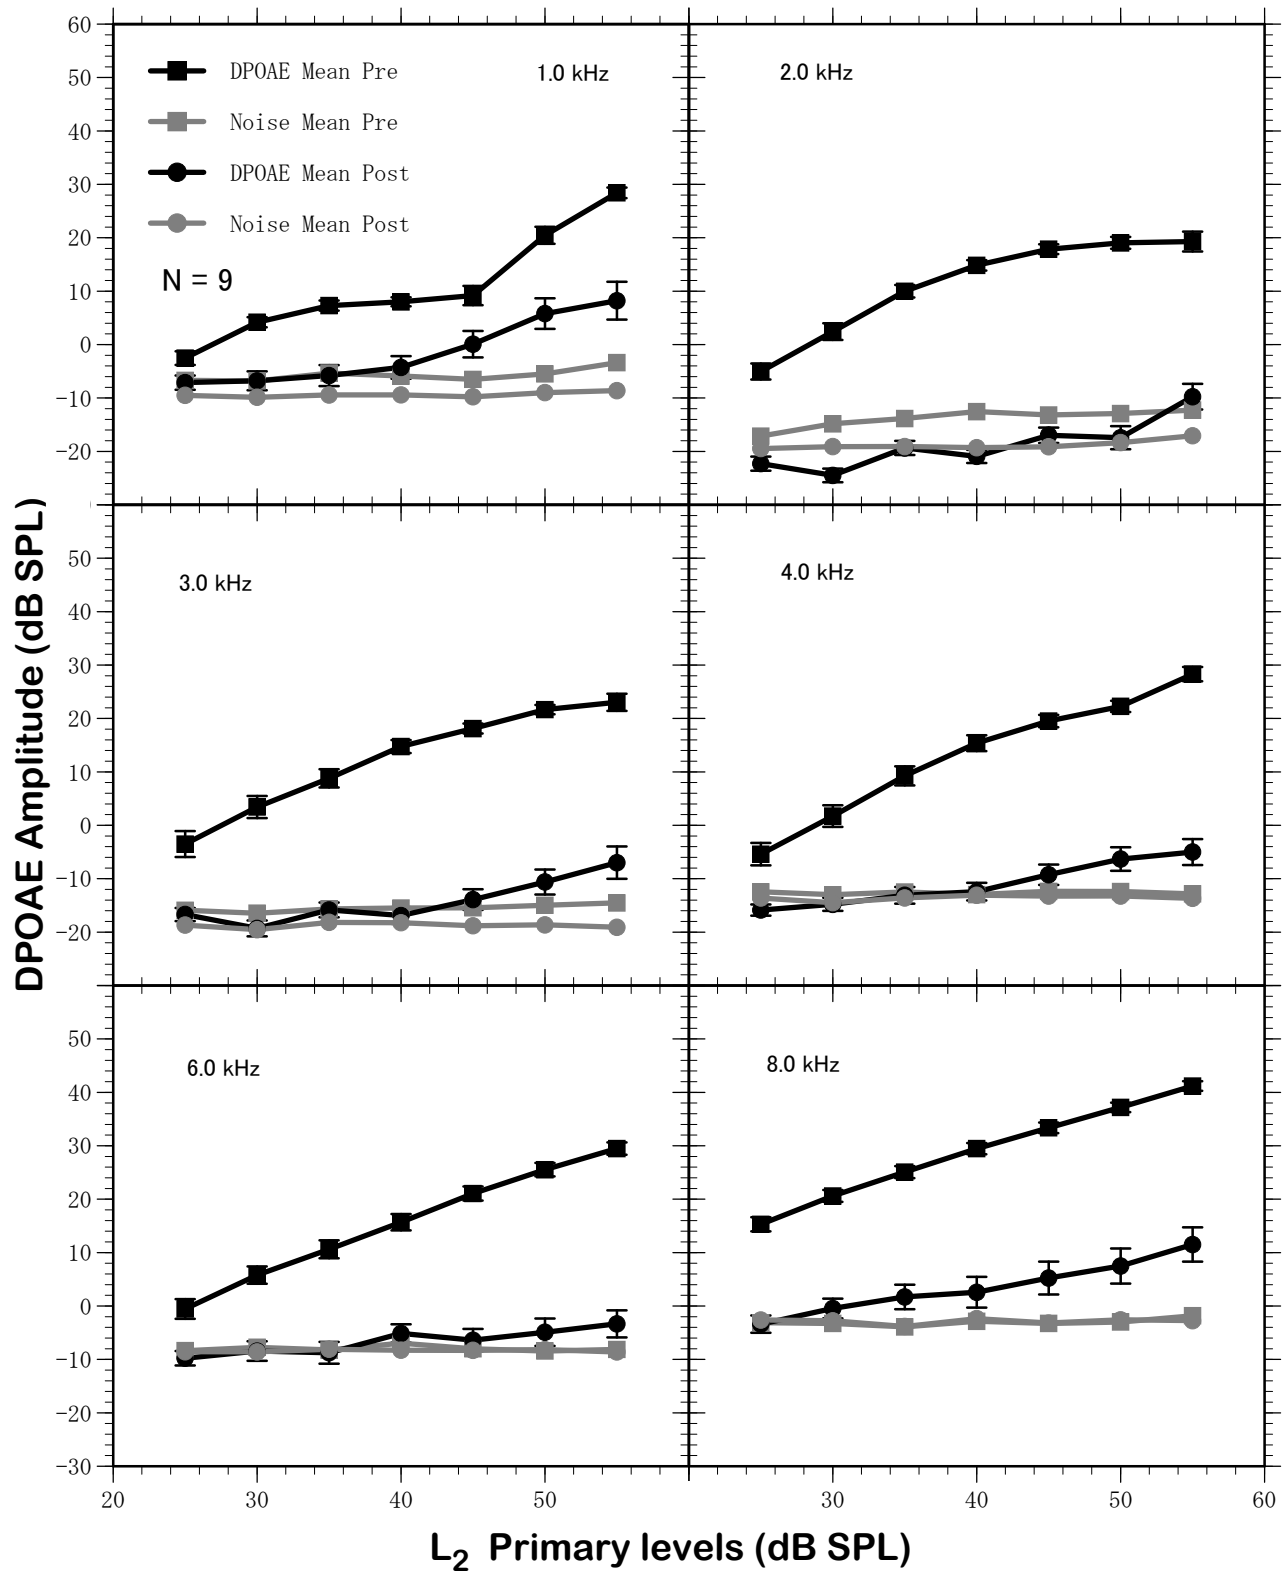 60
50
40
30
20
10
0
-10
-20
DPOAE Mean Pre
Noise Mean Pre
DPOAE Mean Post
Noise Mean Post
N = 9
1.0 kHz
2.0 kHz
50
40
30
20
10
0
-10
-20
3.0 kHz
4.0 kHz
50
40
30
20
10
0
-10
-20
-30
6.0 kHz
8.0 kHz
20 30 40 50 30 40 50 60
DPOAE Amplitude (dB SPL)
L2 Primary levels (dB SPL)